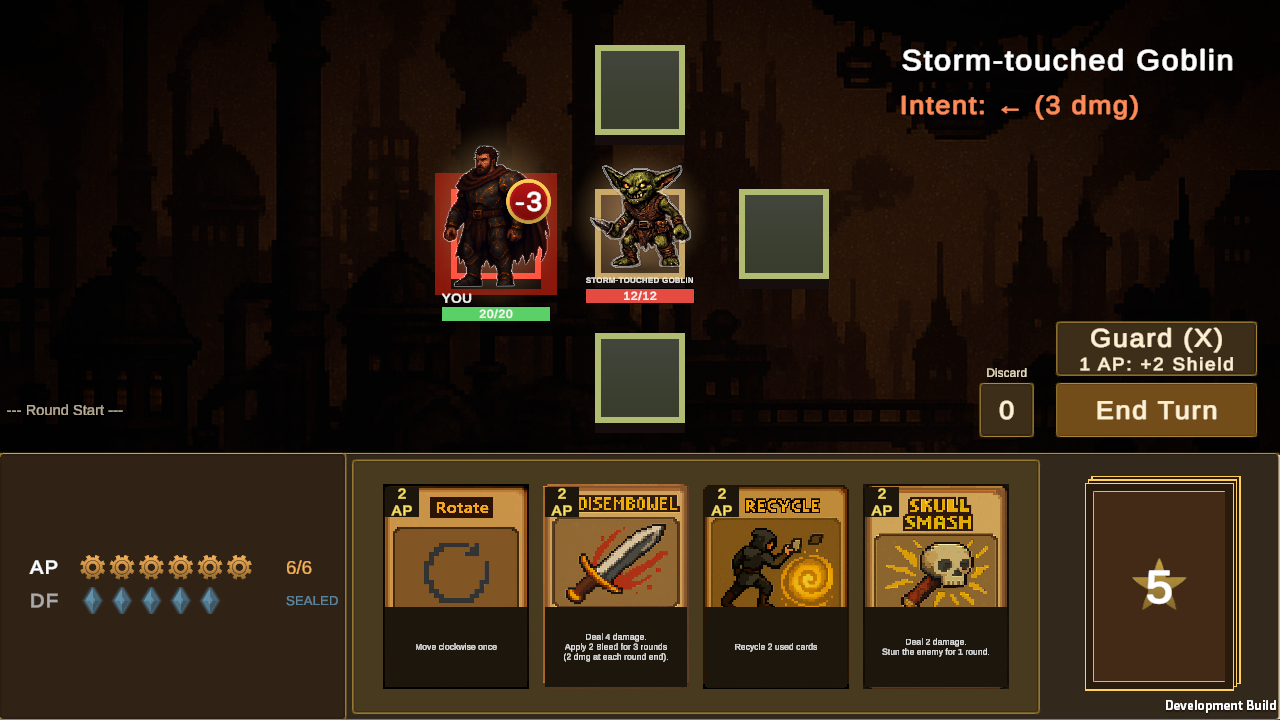 Storm-touched Goblin
Intent: ← (3 dmg)
-3
STORM-TOUCHED GOBLIN
12/12
YOU
20/20
Guard (X)
1 AP: +2 Shield
Discard
0
End Turn
--- Round Start ---
AP
6/6
DF
SEALED
2
AP
Rotate
Move clockwise once
2
AP
DISEMBOWEL
Deal 4 damage.
Apply 2 Bleed for 3 rounds
(2 dmg at each round end).
2
AP
RECYCLE
Recycle 2 used cards
2
AP
SKULL
SMASH
Deal 2 damage.
Stun the enemy for 1 round.
5
Development Build